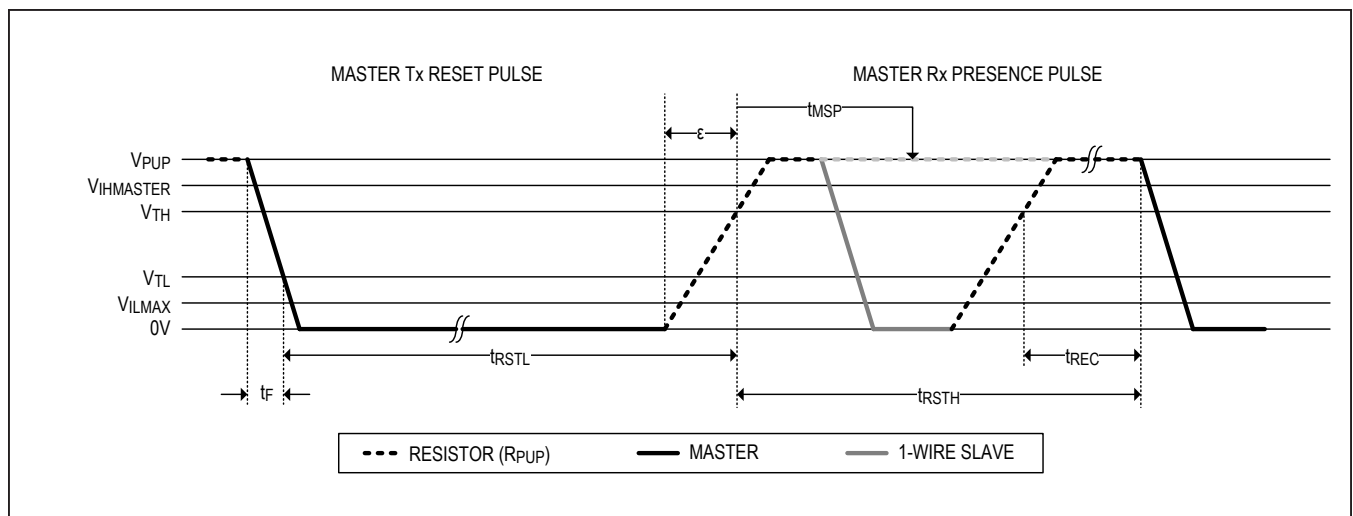 MASTER Tx RESET PULSE
MASTER Rx PRESENCE PULSE
tMSP
ε
VPUP
VIHMASTER
VTH
VTL
VILMAX
0V
tRSTL
tREC
tF
tRSTH
RESISTOR (RPUP)
MASTER
1-WIRE SLAVE